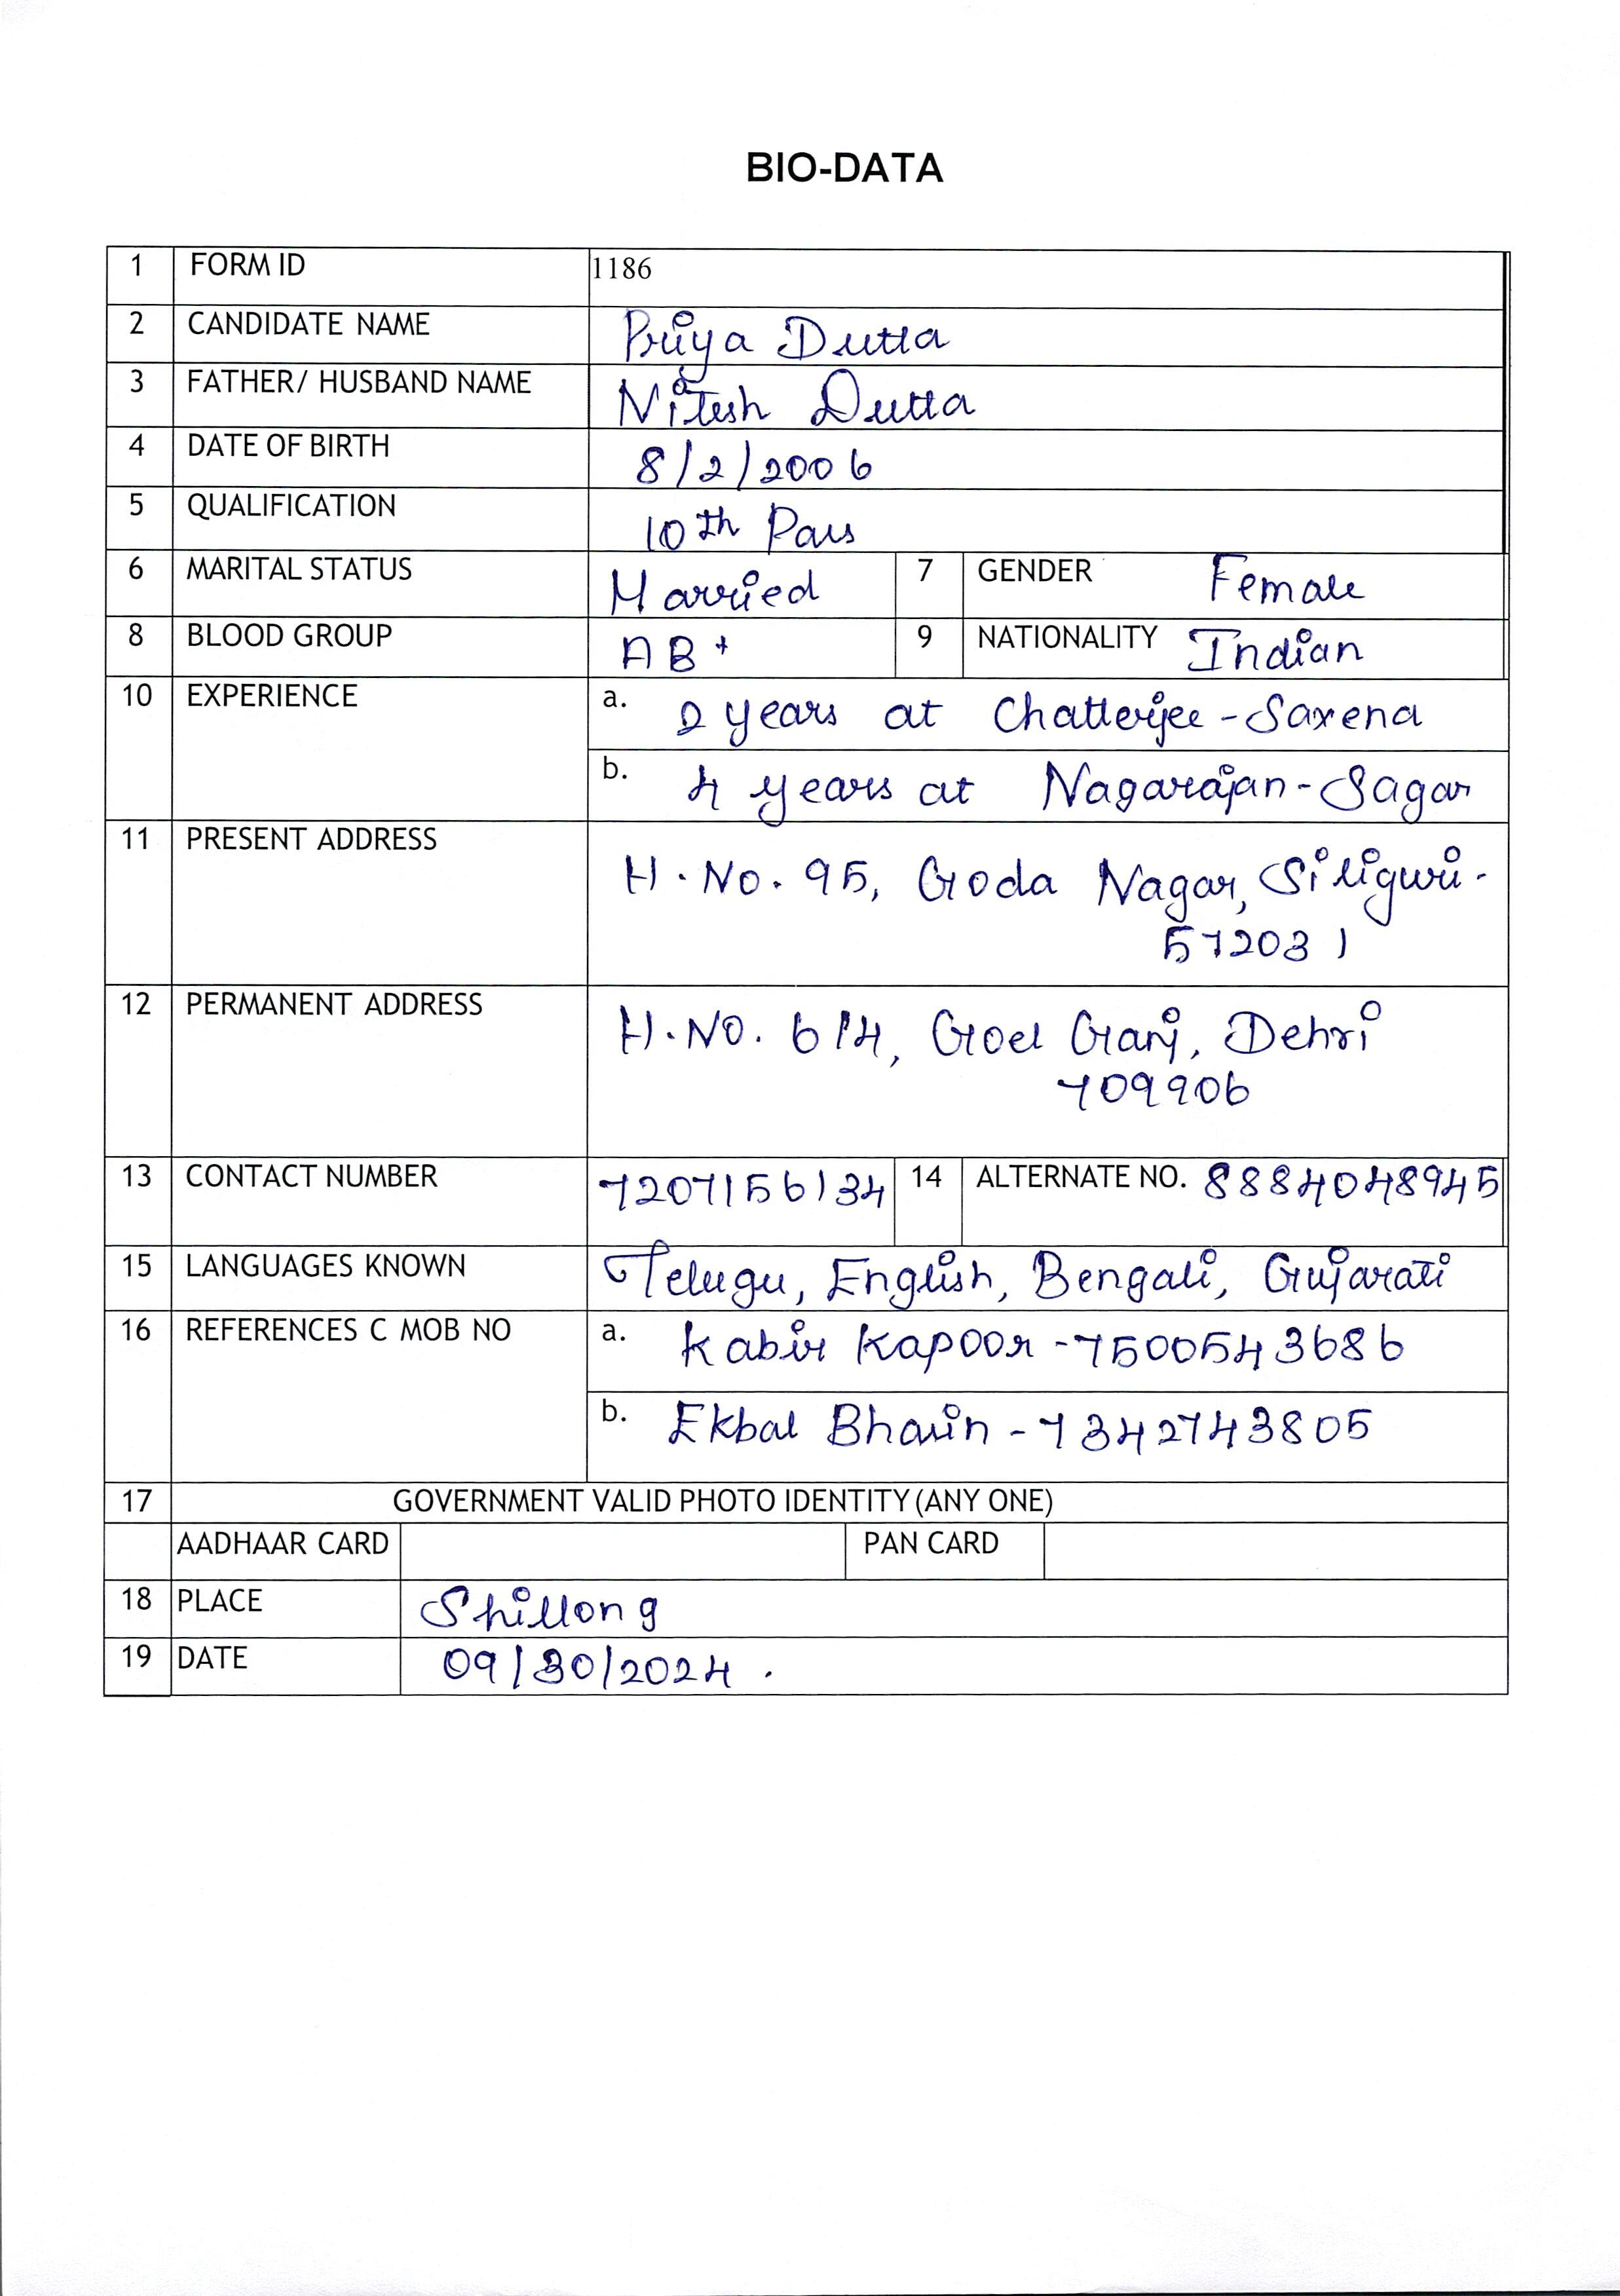 BIO-DATA
1 FORM ID 1186
2 CANDIDATE NAME Priya Dutta
3 FATHER/ HUSBAND NAME Nitesh Dutta
4 DATE OF BIRTH 8/2/2006
5 QUALIFICATION 10th Pass
6 MARITAL STATUS Married 7 GENDER Female
8 BLOOD GROUP AB+ 9 NATIONALITY Indian
10 EXPERIENCE a. 2 years at Chatterjee-Saxena
b. 4 years at Nagarajan-Sagar
11 PRESENT ADDRESS H.No. 95, Goda Nagar, Siliguri-
572031
12 PERMANENT ADDRESS H.NO. 614, Goel Ganj, Dehri
709906
13 CONTACT NUMBER 7207156134 14 ALTERNATE NO. 8884048945
15 LANGUAGES KNOWN Telugu, English, Bengali, Gujarati
16 REFERENCES C MOB NO a. Kabir Kapoor -7500543686
b. Ekbal Bhasin -7342743805
17 GOVERNMENT VALID PHOTO IDENTITY (ANY ONE)
AADHAAR CARD PAN CARD
18 PLACE Shillong
19 DATE 09/30/2024.